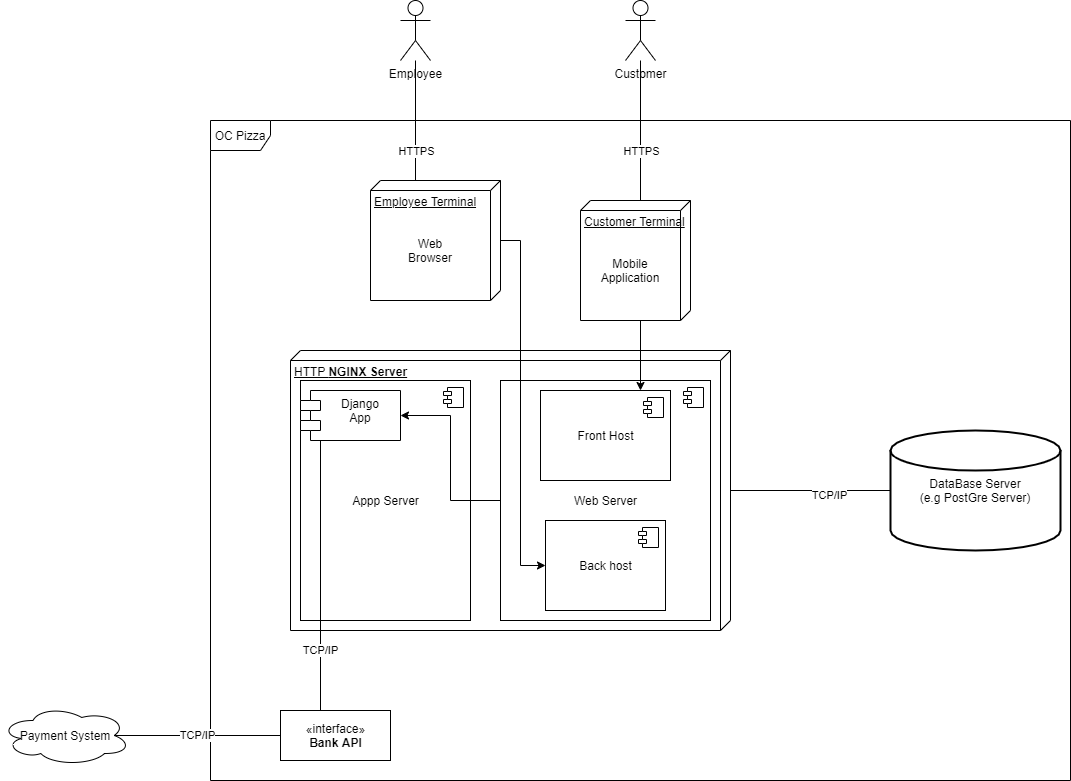 Employee
Customer
OC Pizza
HTTPS
HTTPS
Employee Terminal
Web
Browser
Customer Terminal
Mobile
Application
HTTP NGINX Server
Django
App
Front Host
Appp Server
Web Server
Back host
TCP/IP
DataBase Server
(e.g PostGre Server)
TCP/IP
Payment System
TCP/IP
«interface»
Bank API